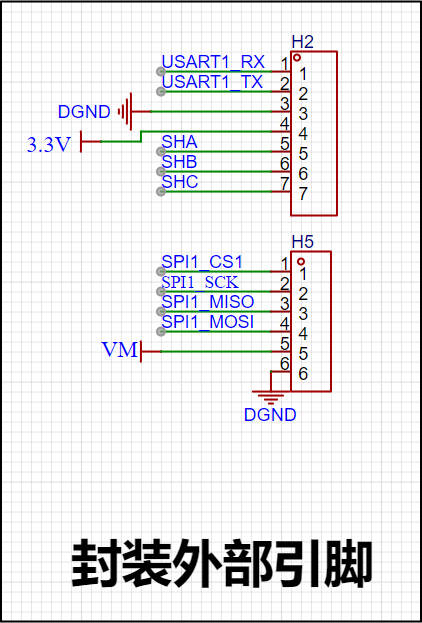 H2
USART1_RX 1 1
USART1_TX 2 2
DGND 3 3
3.3V 4 4
SHA 5 5
SHB 6 6
SHC 7 7
H5
SPI1_CS1 1 1
SPI1_SCK 2 2
SPI1_MISO 3 3
SPI1_MOSI 4 4
VM 5 5
6 6
DGND
封装外部引脚